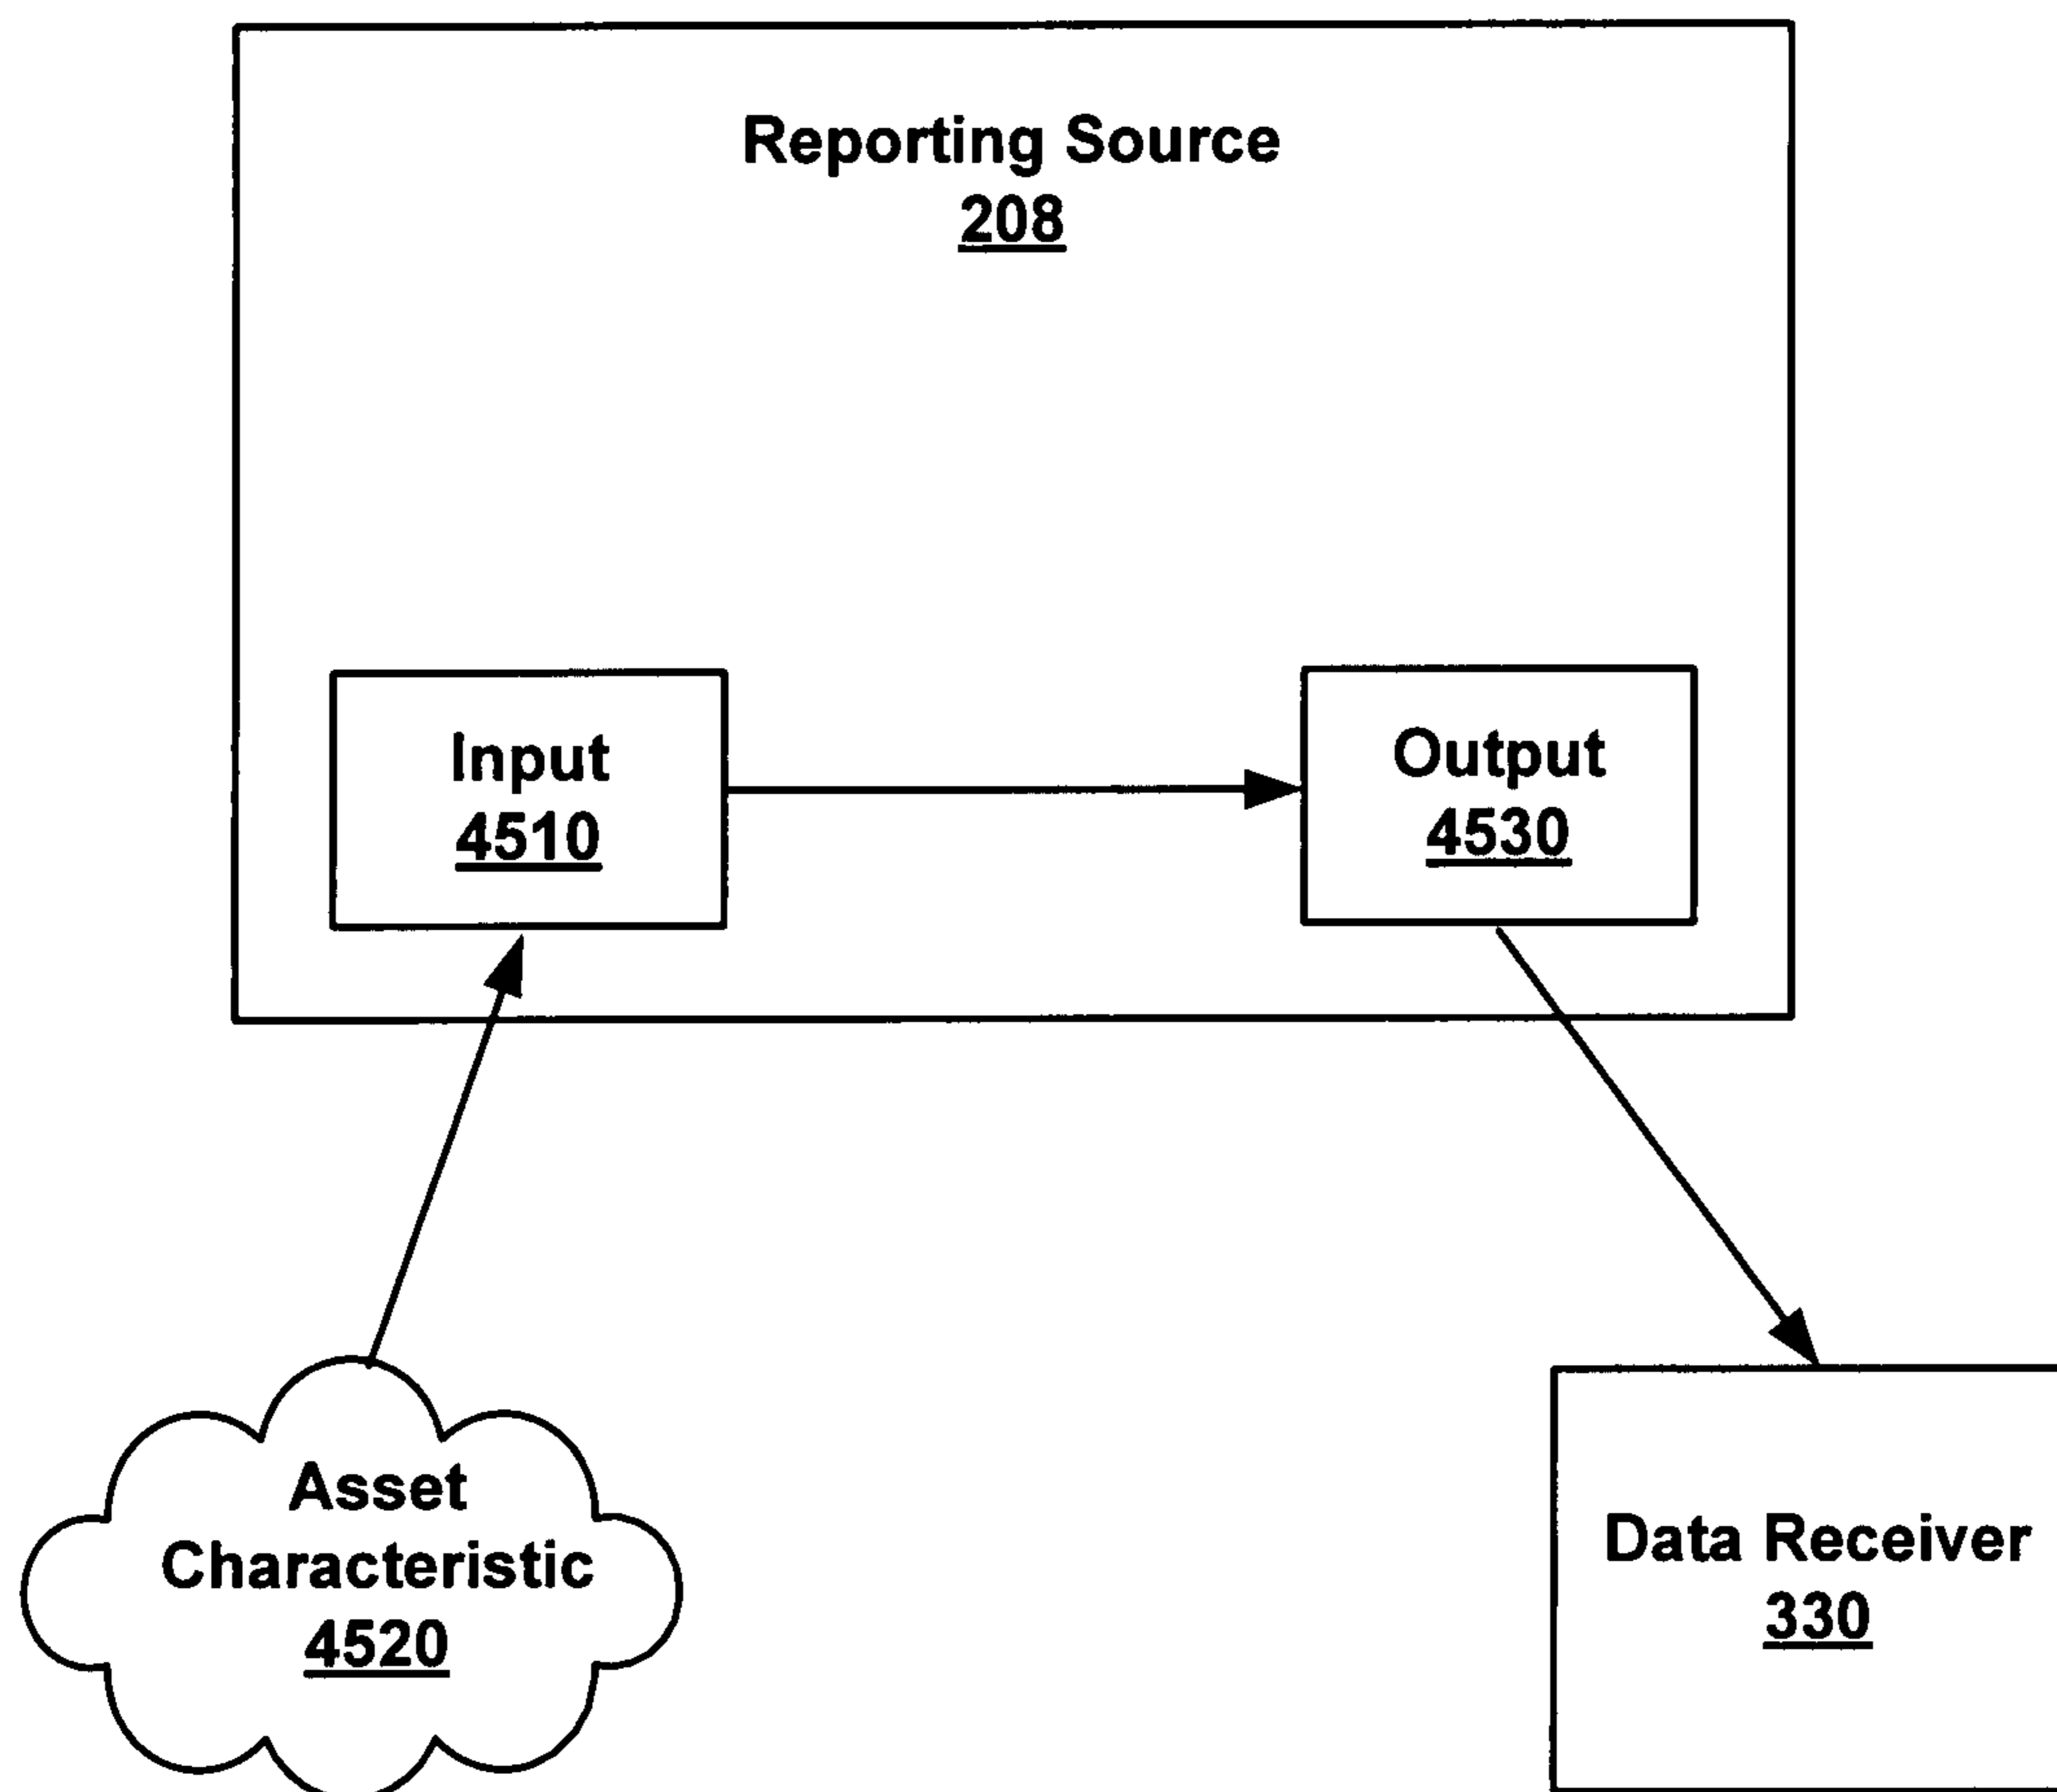 Reporting Source
208
Input
4510
Output
4530
Asset
Characteristic
4520
Data Receiver
330